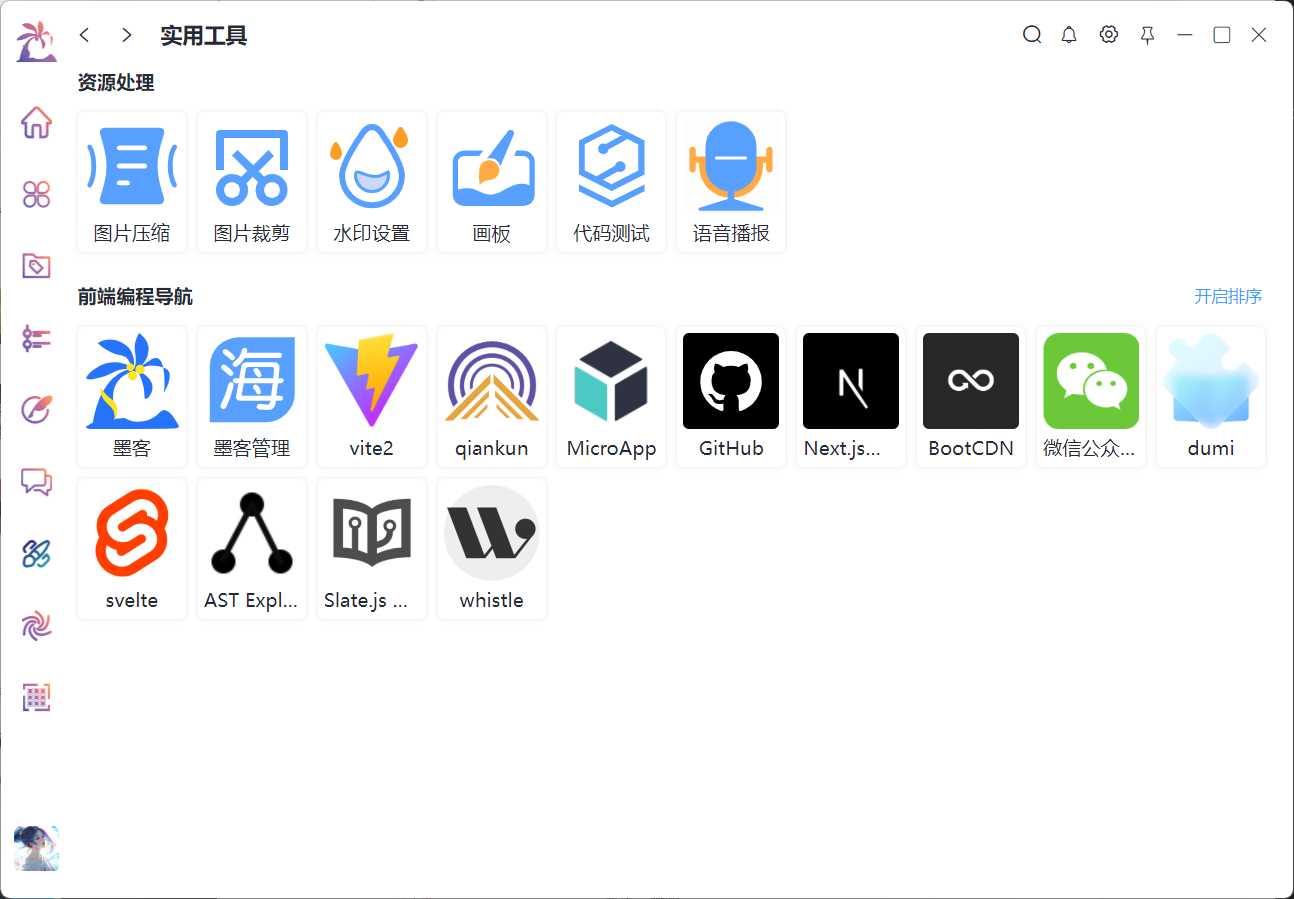 实用工具
资源处理
图片压缩 图片裁剪 水印设置 画板 代码测试 语音播报
前端编程导航 开启排序
海
墨客 墨客管理 vite2 qiankun MicroApp GitHub Next.js... BootCDN 微信公众... dumi
svelte AST Expl... Slate.js ... whistle